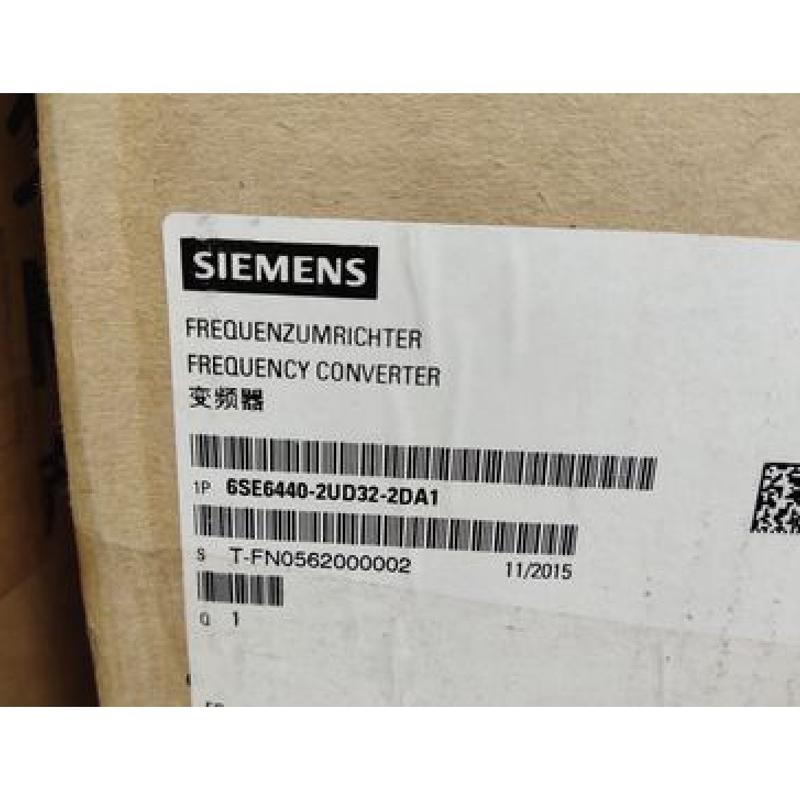 SIEMENS
FREQUENZUMRICHTER
FREQUENCY CONVERTER
变频器
1P 6SE6440-2UD32-2DA1
S T-FN0562000002 11/2015
Q 1